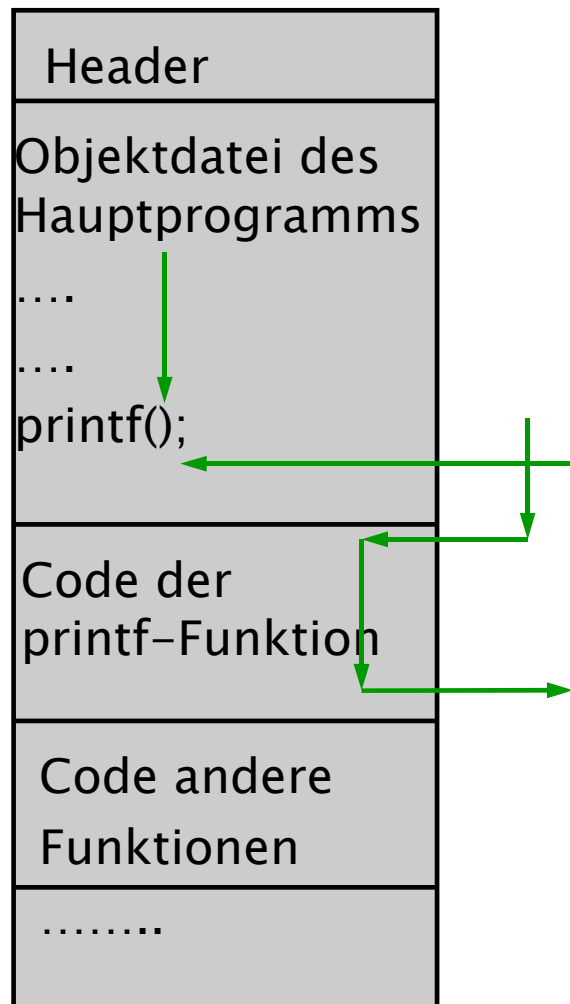 Header
Objektdatei des
Hauptprogramms
….
….
printf();
Code der
printf-Funktion
Code andere
Funktionen
……..